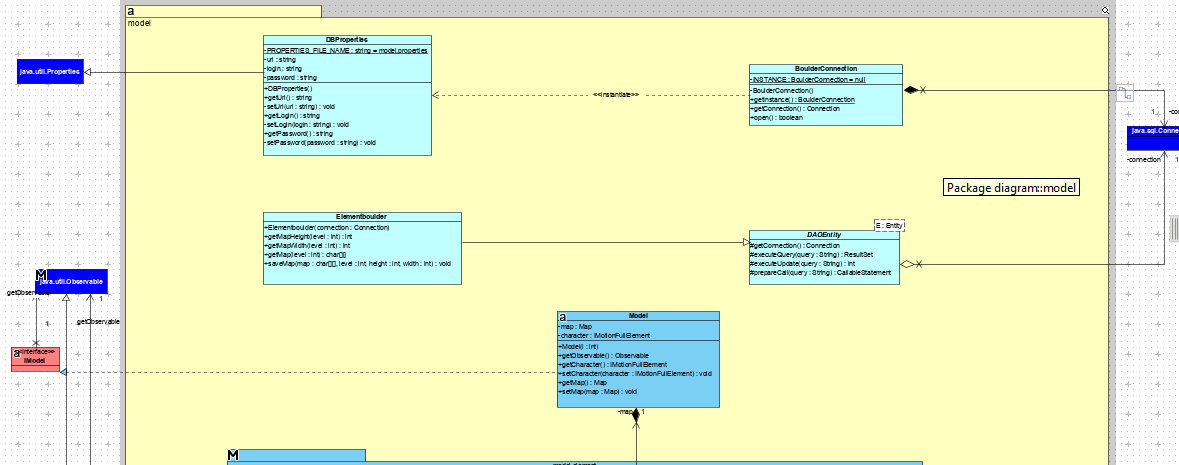 a
model
DBProperties
-PROPERTIES_FILE_NAME : string = model.properties
-url : string
-login : string
-password : string
+DBProperties()
+getUrl() : string
-setUrl(url : string) : void
+getLogin() : string
-setLogin(login : string) : void
+getPassword() : string
-setPassword(password : string) : void
java.util.Properties
<<Instantiate>>
BoulderConnection
-INSTANCE : BoulderConnection = null
-BoulderConnection()
+getInstance() : BoulderConnection
+getConnection() : Connection
+open() : boolean
X
1
-co
java.sql.Conne
-connection
1
Package diagram::model
Elementboulder
+Elementboulder(connection : Connection)
+getMapHeight(level : int) : int
+getMapWidth(level : int) : int
+getMap(level : int) : char[][]
+saveMap(map : char[][], level : int, height : int, width : int) : void
E : Entity
DAOEntity
#getConnection() : Connection
#executeQuery(query : String) : ResultSet
#executeUpdate(query : String) : int
#prepareCall(query : String) : CallableStatement
X
M
java.util.Observable
1
1
getObservable
X
a
<<Interface>>
IModel
a
Model
-map : Map
-character : IMotionFullElement
+Model(l : int)
+getObservable() : Observable
+getCharacter() : IMotionFullElement
+setCharacter(character : IMotionFullElement) : void
+getMap() : Map
+setMap(map : Map) : void
-map
1
M